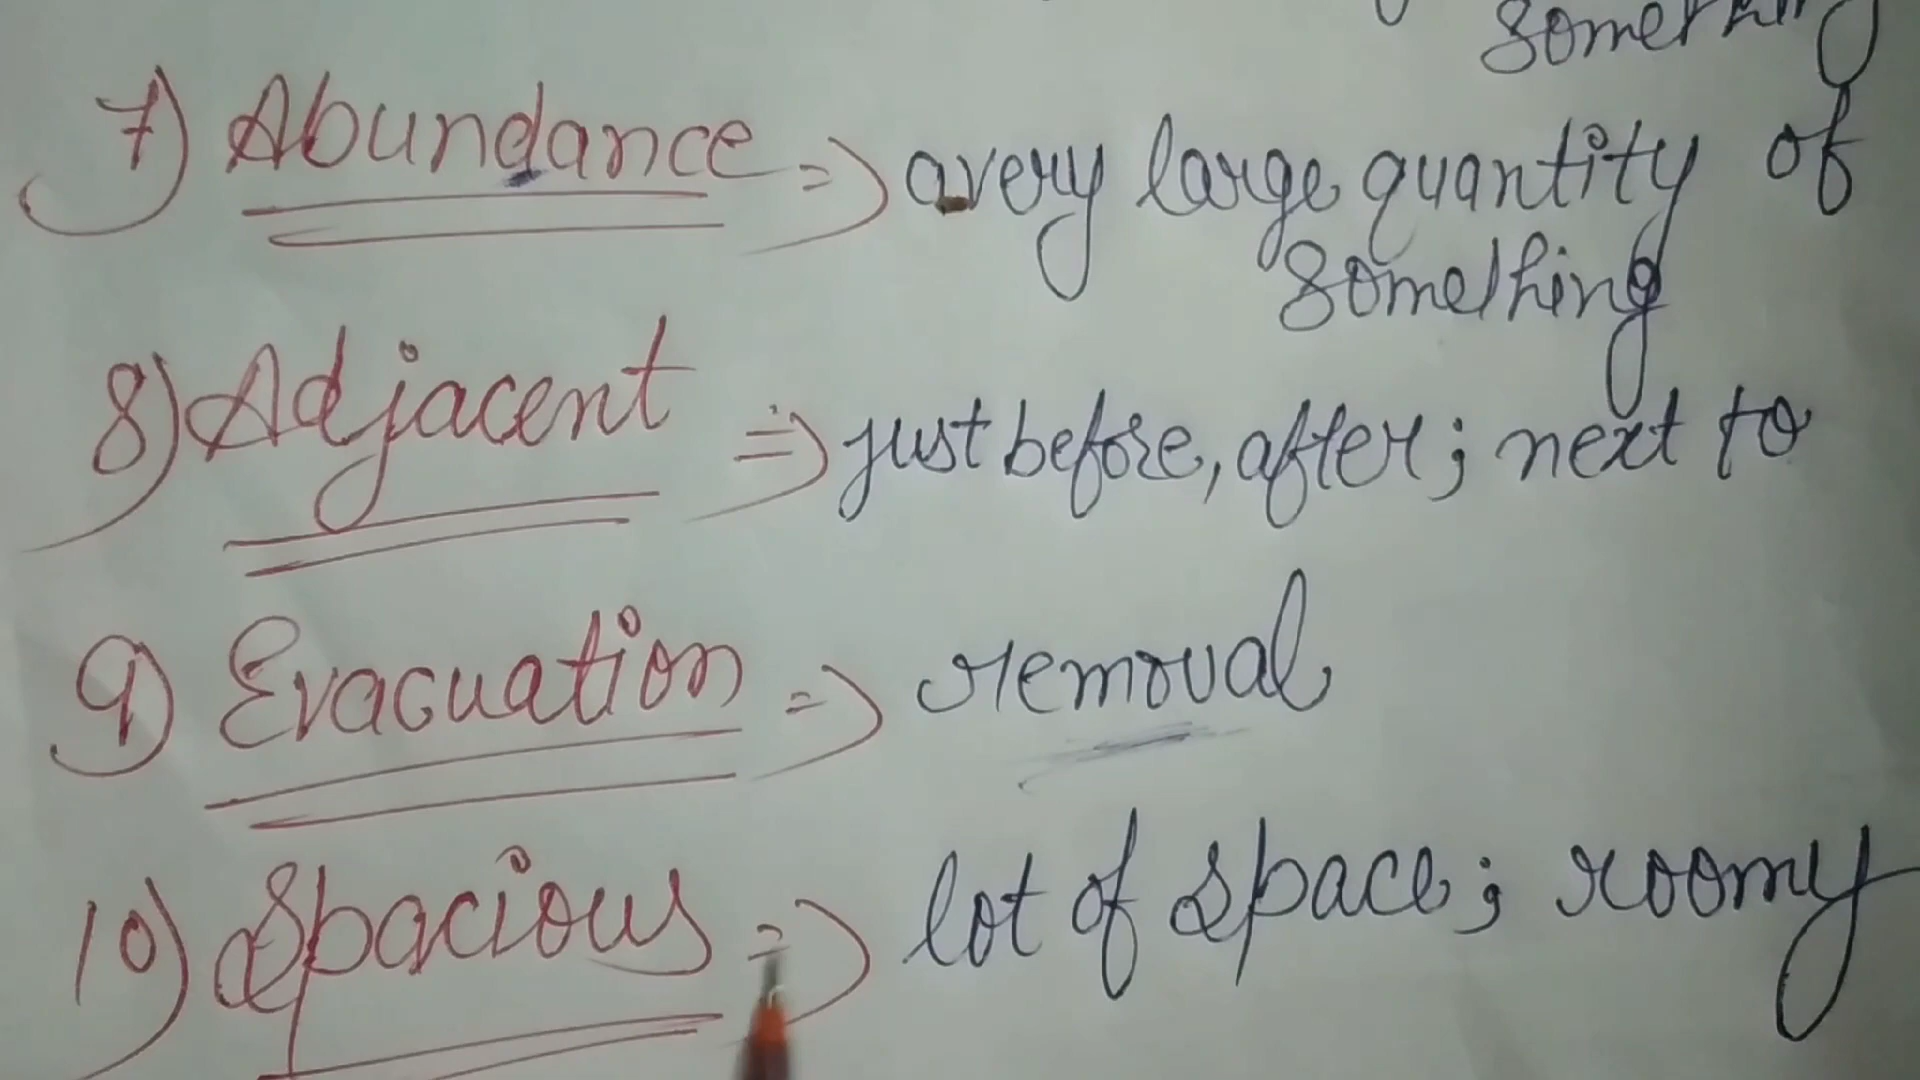 something
7) Abundance => a very large quantity of
something
8) Adjacent => just before, after; next to
9) Evacuation => removal
10) Spacious => lot of space; roomy